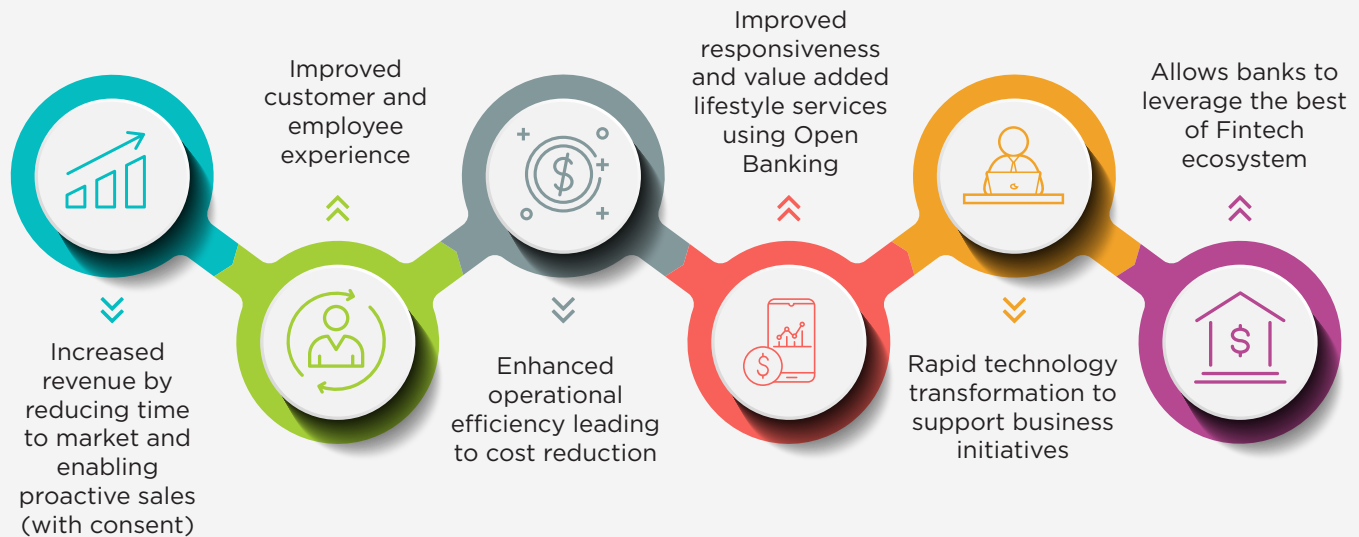 Increased
revenue by
reducing time
to market and
enabling
proactive sales
(with consent)
Improved
customer and
employee
experience
Enhanced
operational
efficiency leading
to cost reduction
Improved
responsiveness
and value added
lifestyle services
using Open
Banking
Rapid technology
transformation to
support business
initiatives
Allows banks to
leverage the best
of Fintech
ecosystem